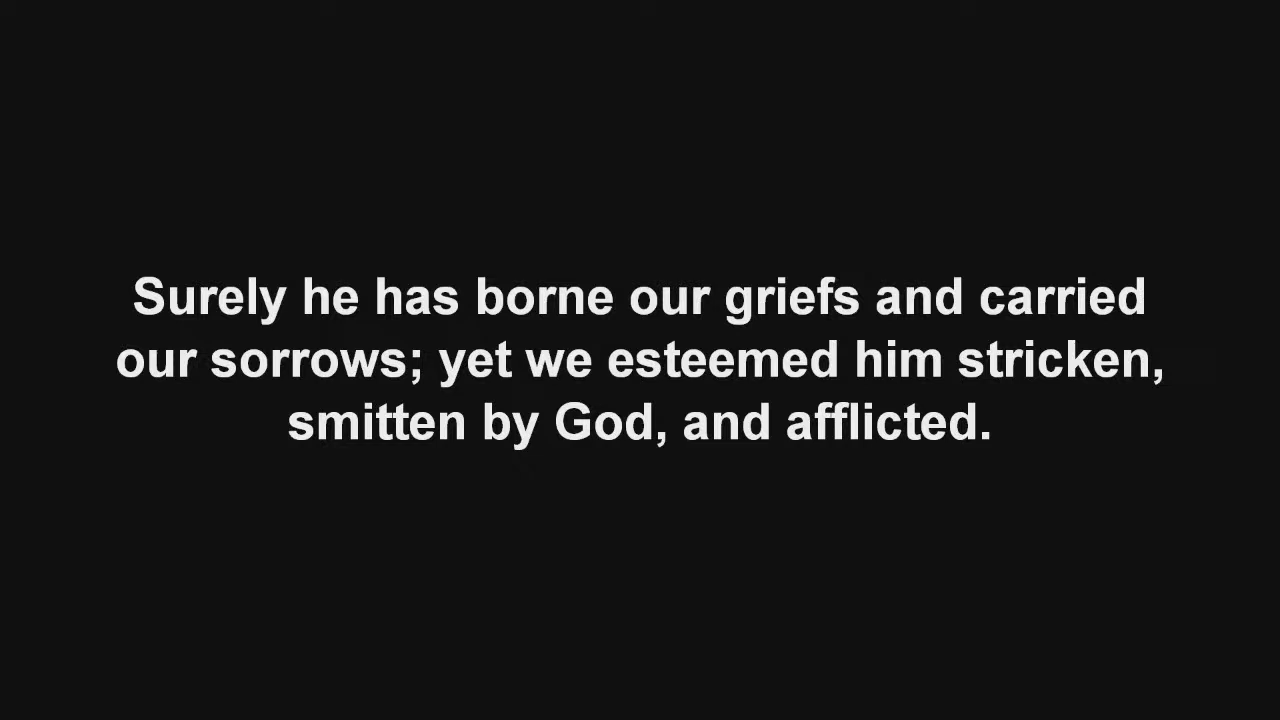 Surely he has borne our griefs and carried
our sorrows; yet we esteemed him stricken,
smitten by God, and afflicted.